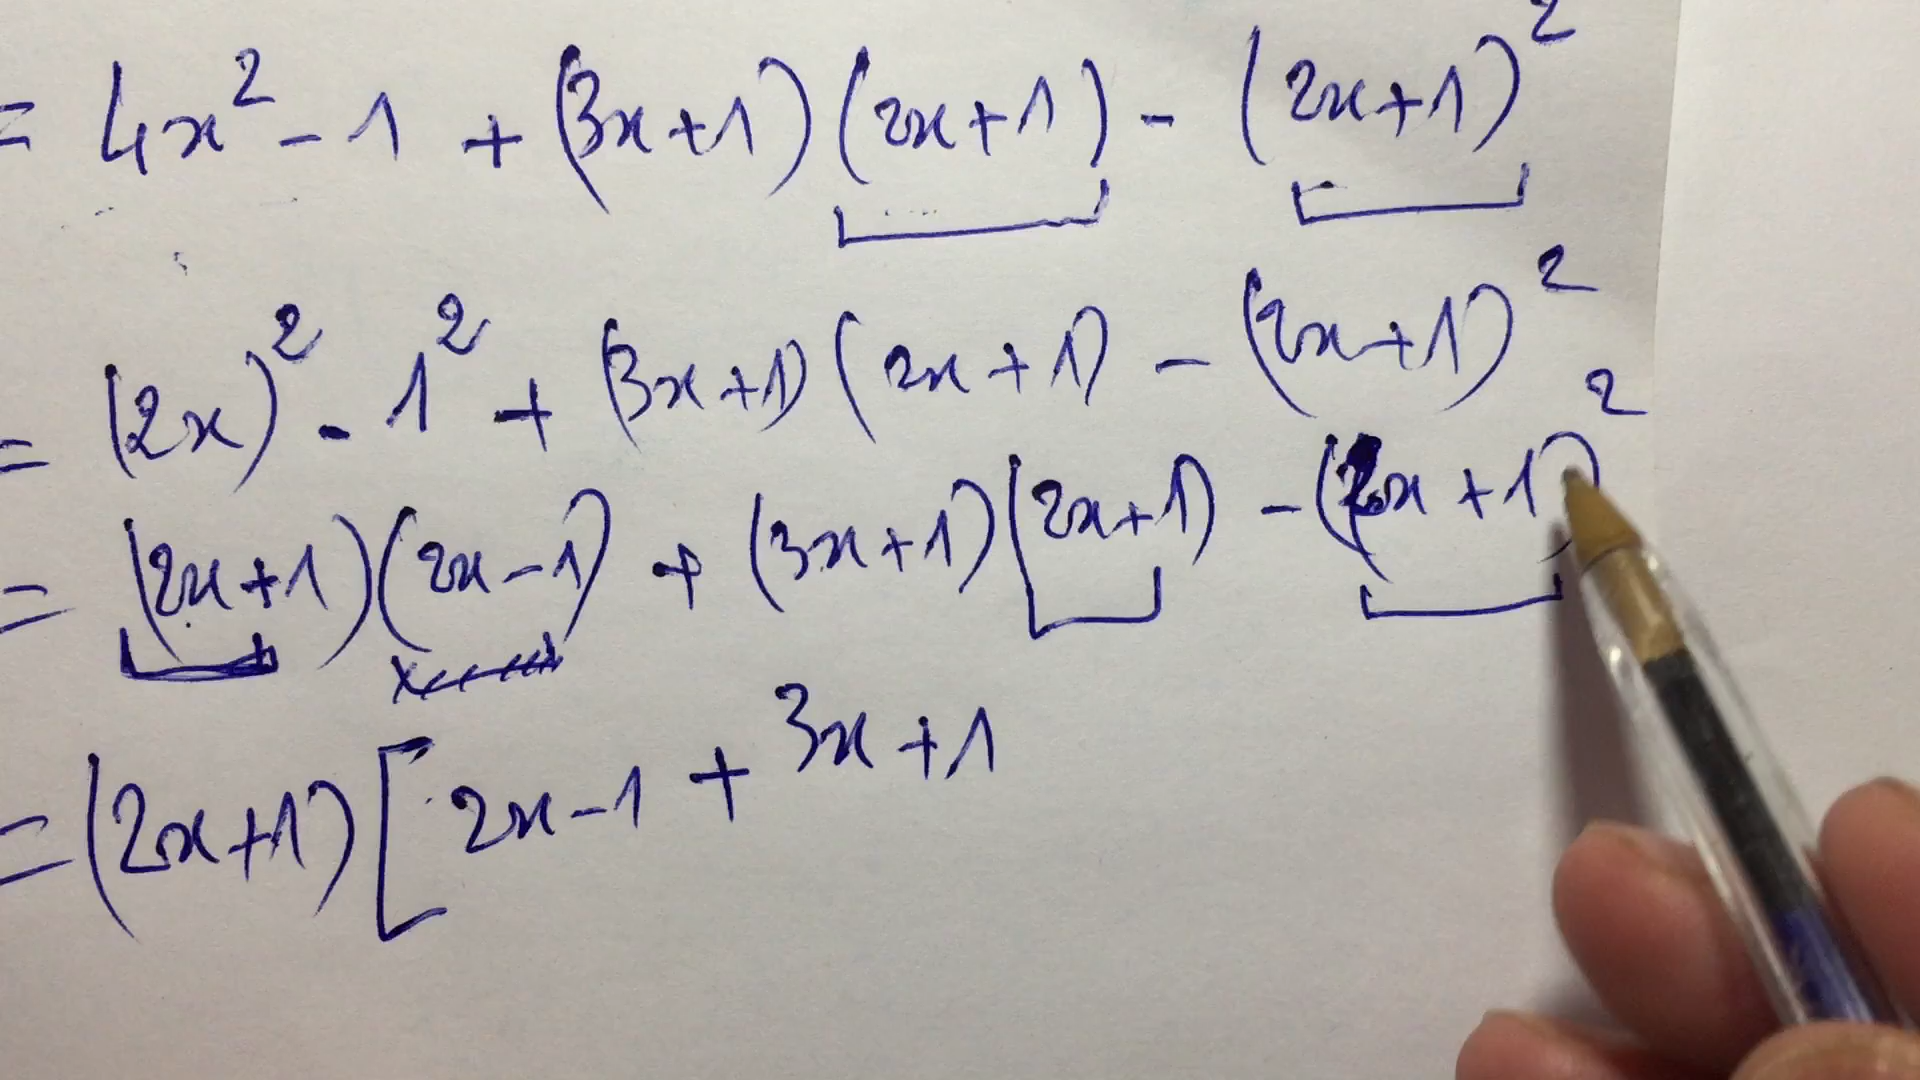 = 4x² - 1 + (3x+1)(2x+1) - (2x+1)²
= (2x)² - 1² + (3x+1)(2x+1) - (2x+1)²
= (2x+1)(2x-1) + (3x+1)(2x+1) - (2x+1)²
= (2x+1)[2x-1 + 3x+1